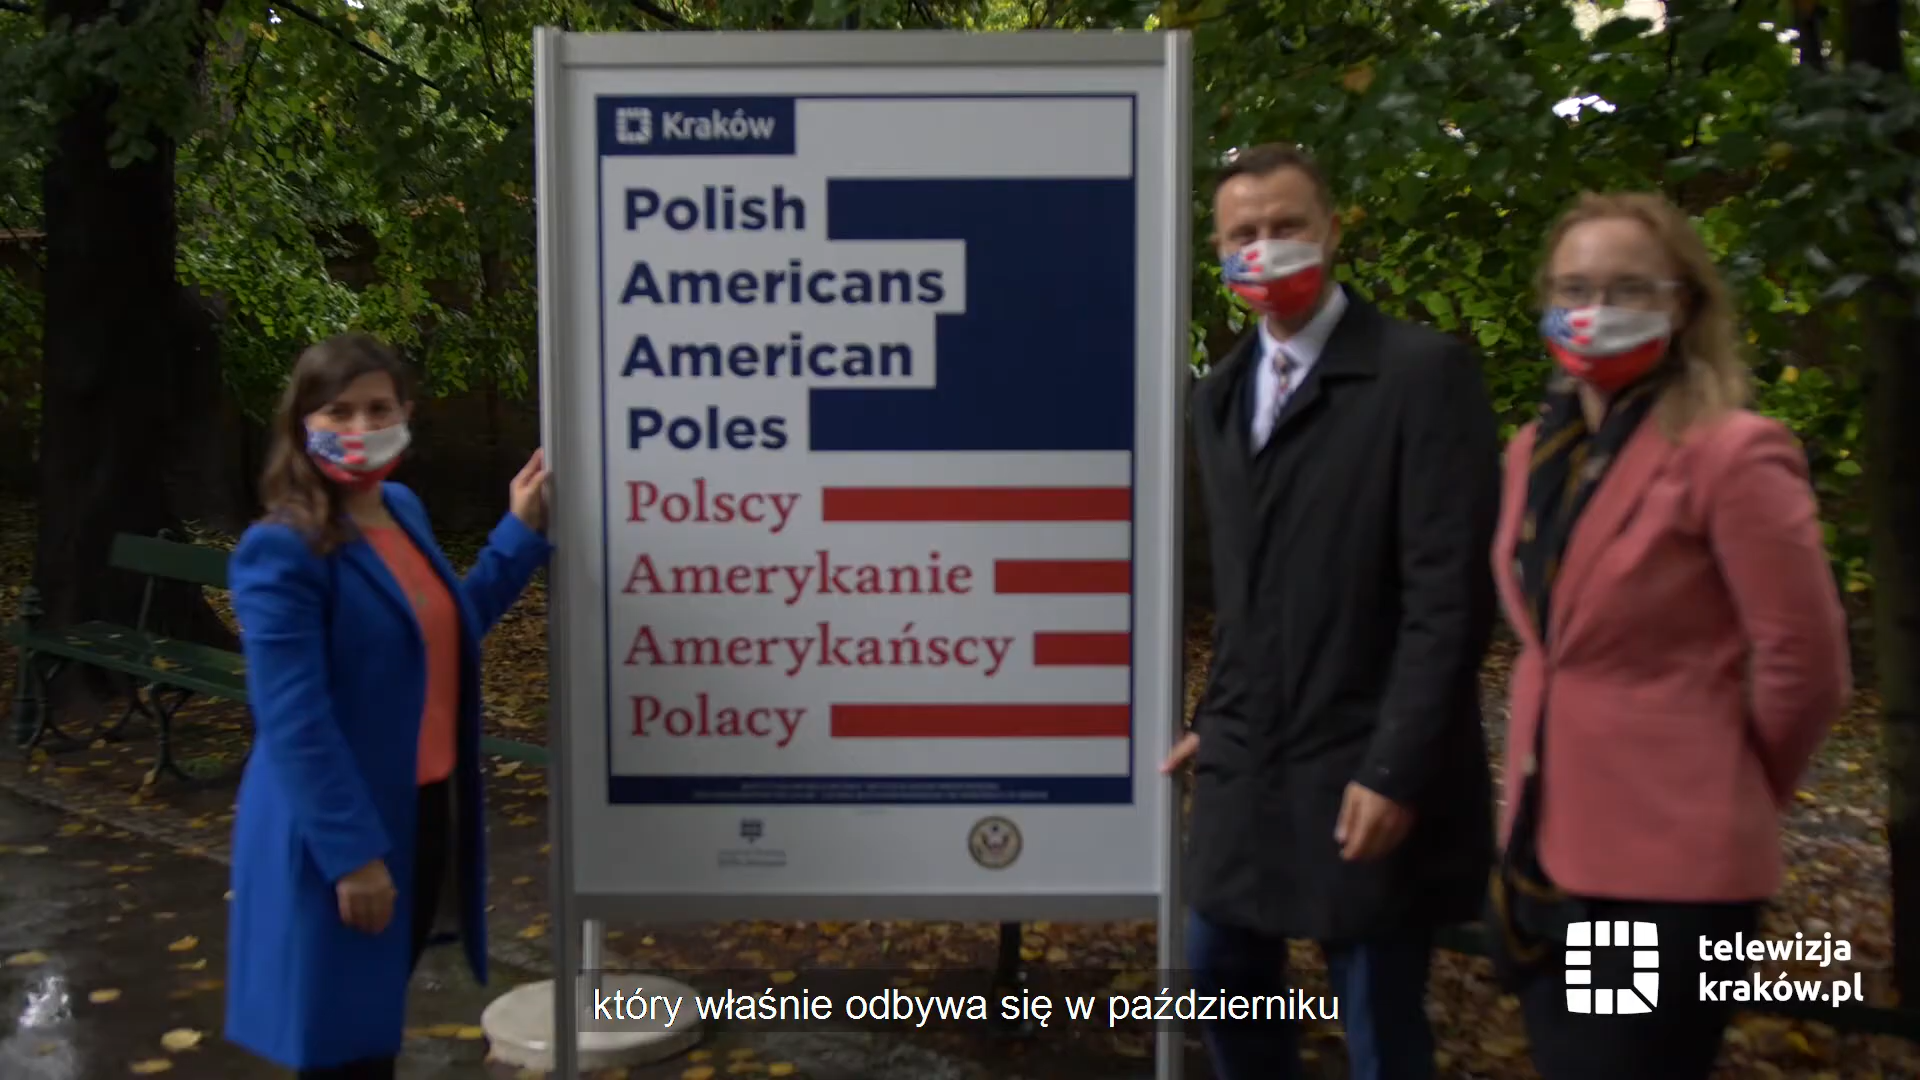 Kraków
Polish
Americans
American
Poles
Polscy
Amerykanie
Amerykańscy
Polacy
który właśnie odbywa się w październiku
telewizja
kraków.pl